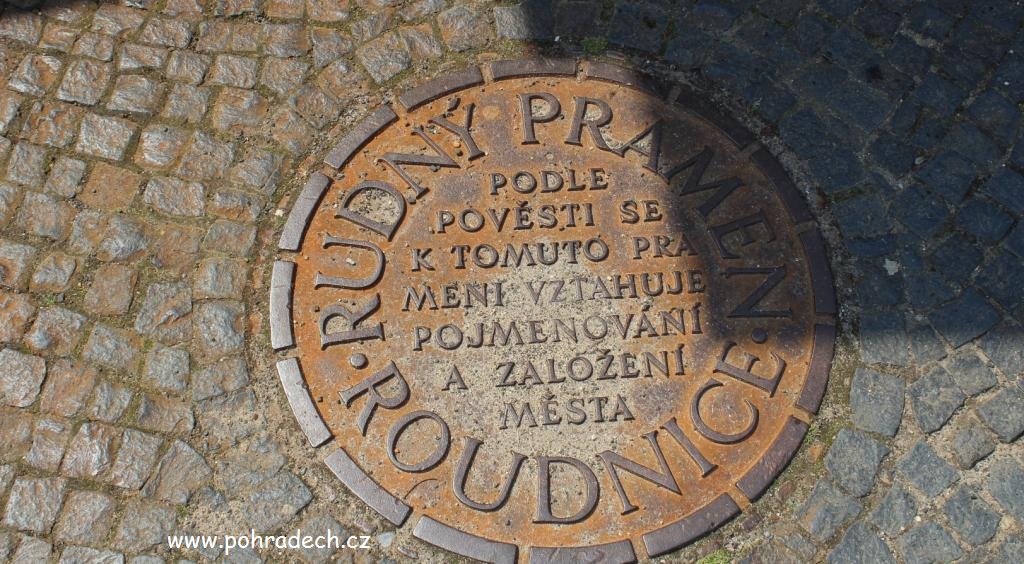 RUDNÝ PRAMEN
PODLE
POVĚSTI SE
K TOMUTO PRA
MENI VZTAHUJE
POJMENOVÁNÍ
A ZALOŽENÍ
MĚSTA
· ROUDNICE ·
www.pohradech.cz